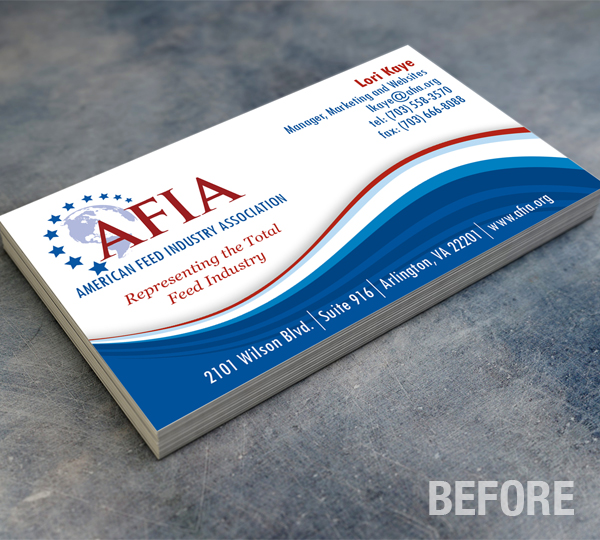 Lori Kaye
Manager, Marketing and Websites
lkaye@afia.org
tel: (703) 558-3570
fax: (703) 666-8088
AFIA
AMERICAN FEED INDUSTRY ASSOCIATION
Representing the Total
Feed Industry
2101 Wilson Blvd. | Suite 916 | Arlington, VA 22201 | www.afia.org
BEFORE